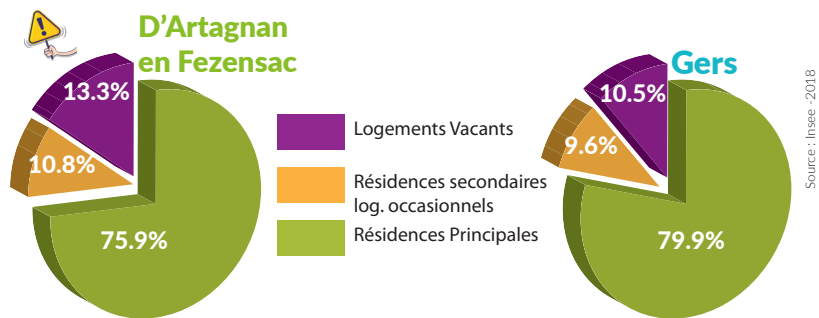 D'Artagnan
en Fezensac
13.3%
10.8%
75.9%
Logements Vacants
Résidences secondaires
log. occasionnels
Résidences Principales
Gers
10.5%
9.6%
79.9%
Source : Insee -2018